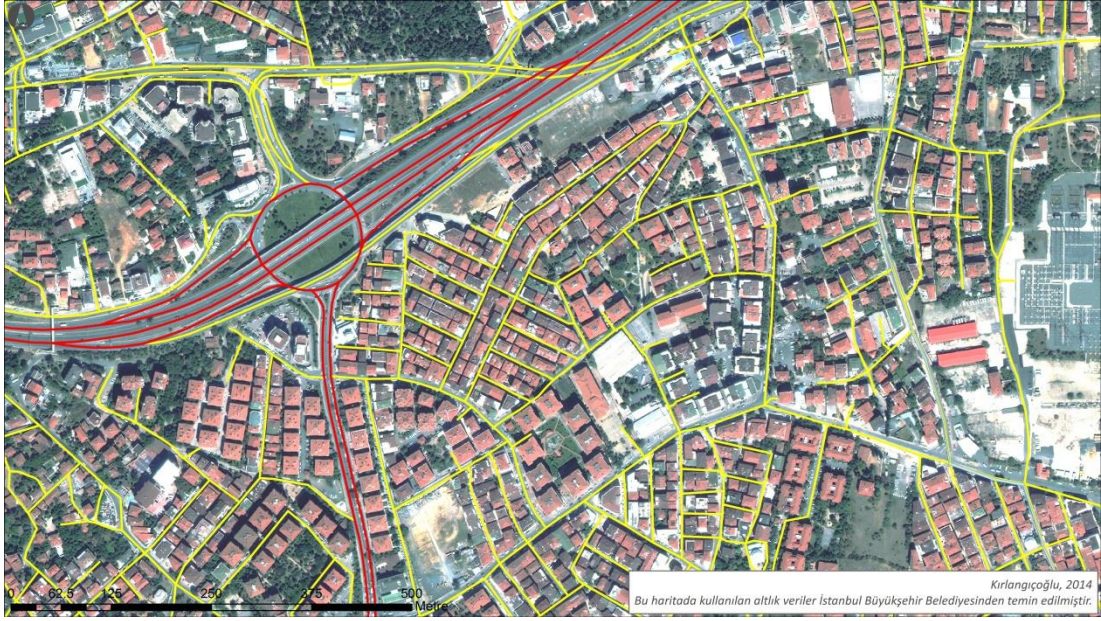 Kırlangıçoğlu, 2014
Bu haritada kullanılan altlık veriler İstanbul Büyükşehir Belediyesinden temin edilmiştir.
0 62.5 125 250 375 500
Metre